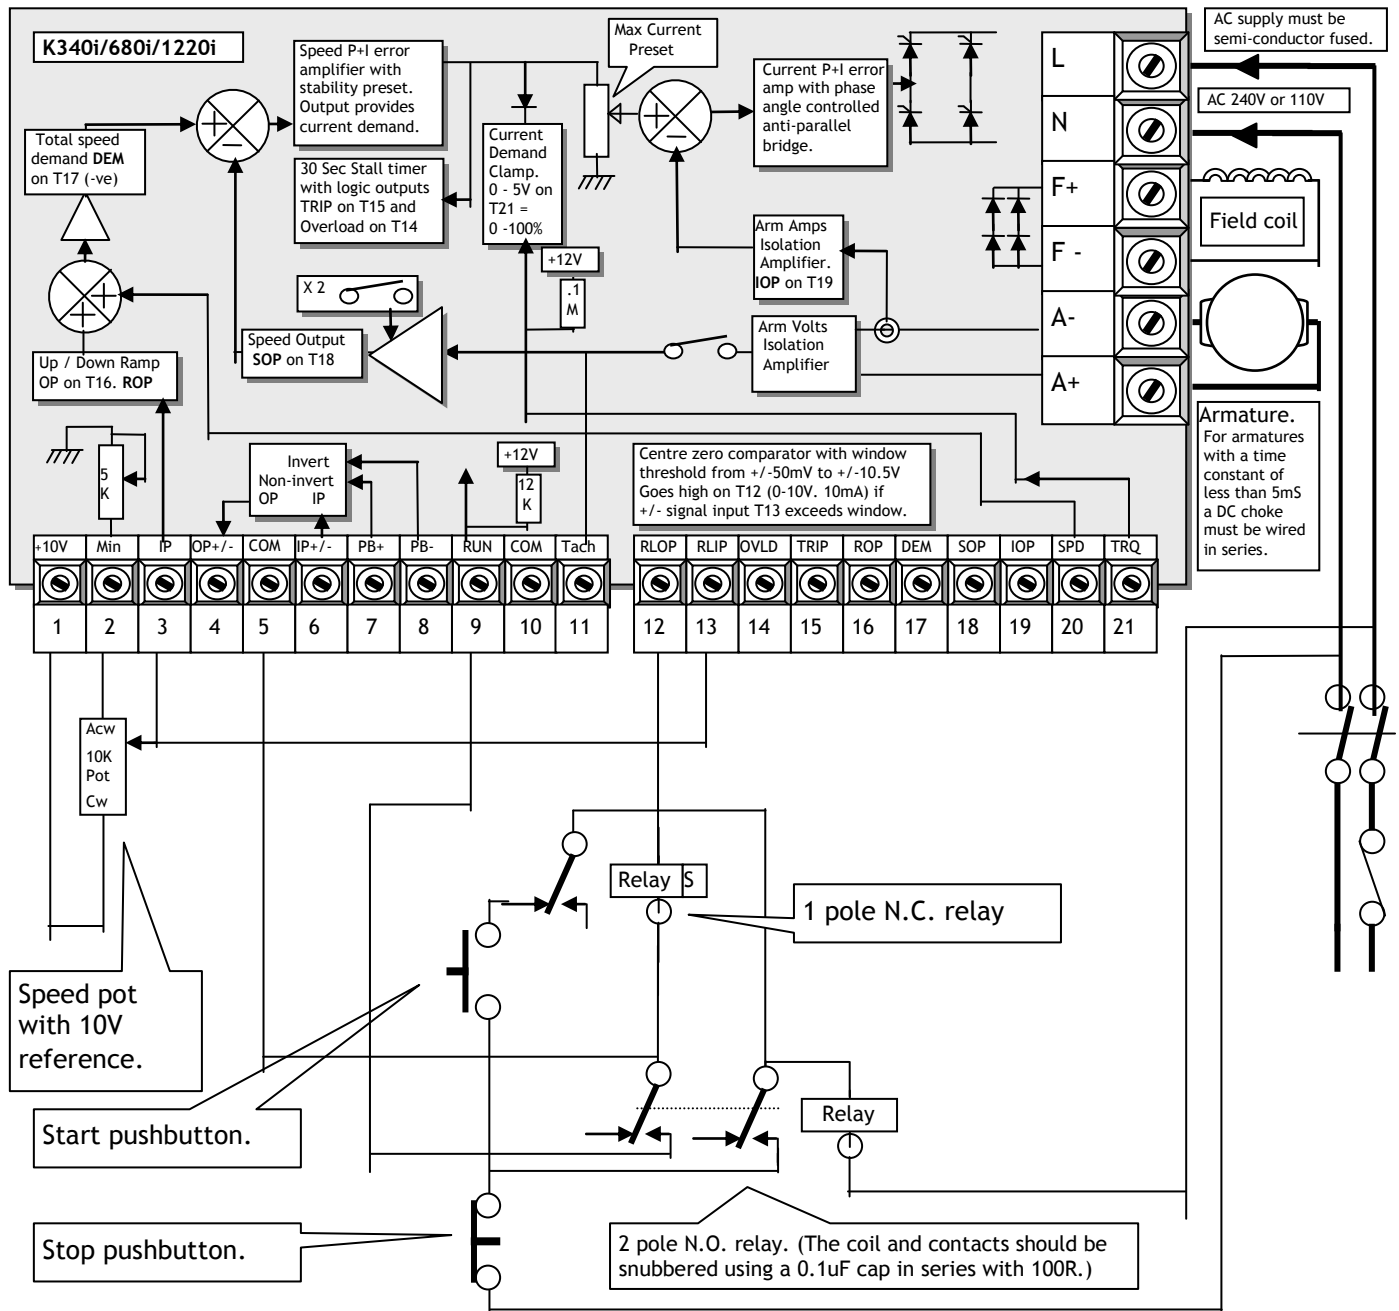 K340i/680i/1220i
Speed P+I error
amplifier with
stability preset.
Output provides
current demand.
Max Current
Preset
Current P+I error
amp with phase
angle controlled
anti-parallel
bridge.
AC supply must be
semi-conductor fused.
L
AC 240V or 110V
N
Total speed
demand DEM
on T17 (-ve)
Current
Demand
Clamp.
0 - 5V on
T21 =
0 -100%
30 Sec Stall timer
with logic outputs
TRIP on T15 and
Overload on T14
F+
Field coil
F -
Arm Amps
Isolation
Amplifier.
IOP on T19
+12V
.1
M
X 2
A-
Speed Output
SOP on T18
Arm Volts
Isolation
Amplifier
Up / Down Ramp
OP on T16. ROP
A+
Armature.
For armatures
with a time
constant of
less than 5mS
a DC choke
must be wired
in series.
5
K
Invert
Non-invert
OP IP
+12V
12
K
Centre zero comparator with window
threshold from +/-50mV to +/-10.5V
Goes high on T12 (0-10V. 10mA) if
+/- signal input T13 exceeds window.
+10V Min IP OP+/- COM IP+/- PB+ PB- RUN COM Tach RLOP RLIP OVLD TRIP ROP DEM SOP IOP SPD TRQ
1 2 3 4 5 6 7 8 9 10 11 12 13 14 15 16 17 18 19 20 21
Acw
10K
Pot
Cw
Relay S
1 pole N.C. relay
Speed pot
with 10V
reference.
Relay
Start pushbutton.
Stop pushbutton.
2 pole N.O. relay. (The coil and contacts should be
snubbered using a 0.1uF cap in series with 100R.)